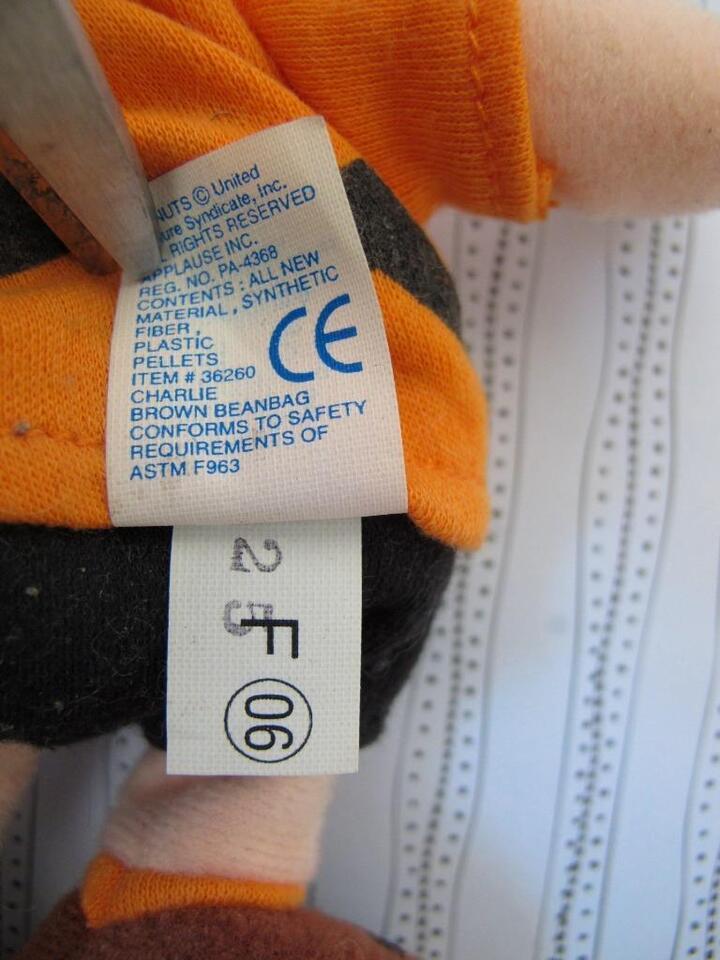 NUTS © United
ure Syndicate, Inc.
RIGHTS RESERVED
APPLAUSE INC.
REG. NO. PA-4368
CONTENTS : ALL NEW
MATERIAL, SYNTHETIC
FIBER,
PLASTIC
PELLETS
CE
ITEM # 36260
CHARLIE
BROWN BEANBAG
CONFORMS TO SAFETY
REQUIREMENTS OF
ASTM F963
25
F 06